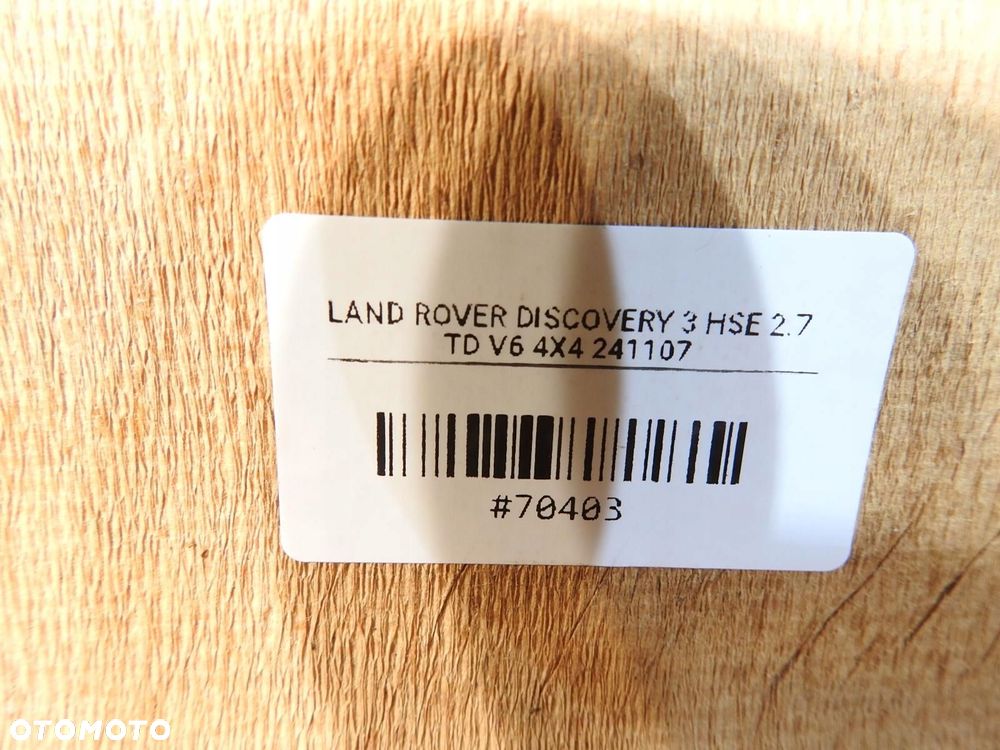 LAND ROVER DISCOVERY 3 HSE 2.7
TD V6 4X4 241107
#70403
OTOMOTO